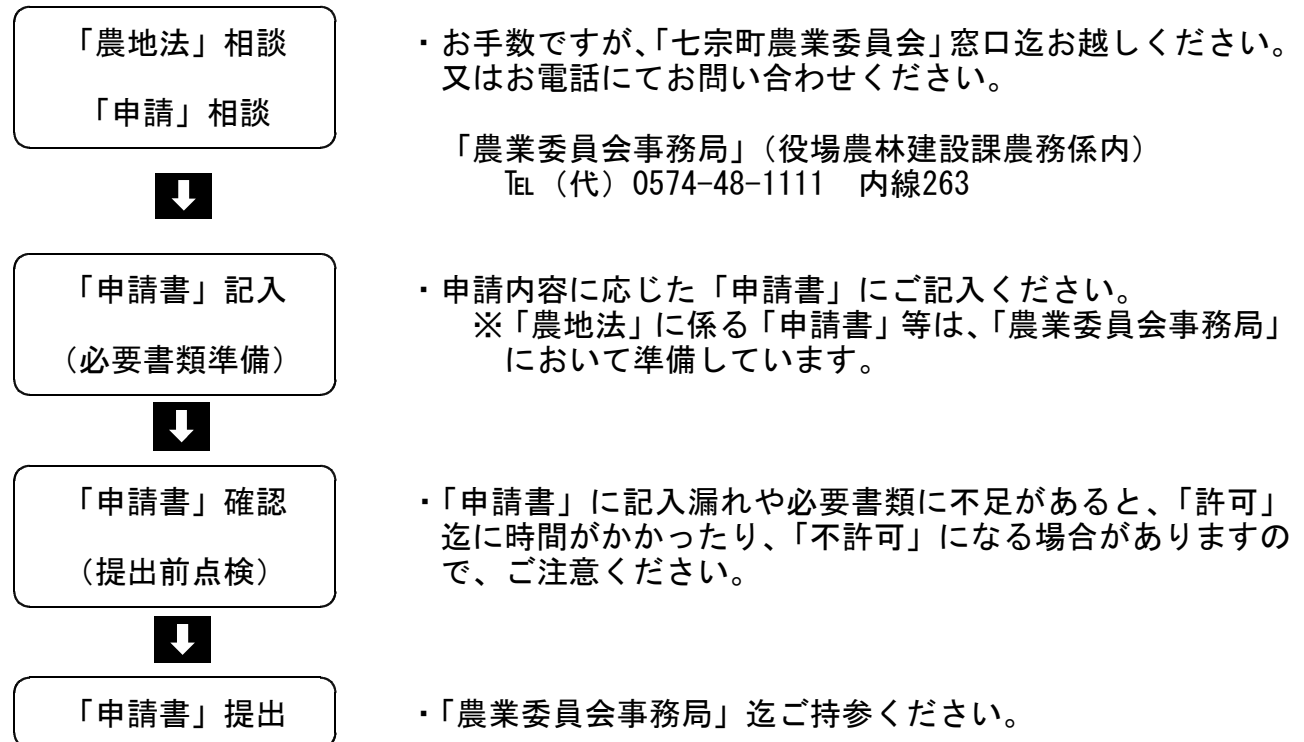 「農地法」相談
「申請」相談
・お手数ですが、「七宗町農業委員会」窓口迄お越しください。
又はお電話にてお問い合わせください。
「農業委員会事務局」（役場農林建設課農務係内）
℡（代）0574-48-1111　内線263
「申請書」記入
（必要書類準備）
・申請内容に応じた「申請書」にご記入ください。
※「農地法」に係る「申請書」等は、「農業委員会事務局」
において準備しています。
「申請書」確認
（提出前点検）
・「申請書」に記入漏れや必要書類に不足があると、「許可」
迄に時間がかかったり、「不許可」になる場合がありますの
で、ご注意ください。
「申請書」提出
・「農業委員会事務局」迄ご持参ください。